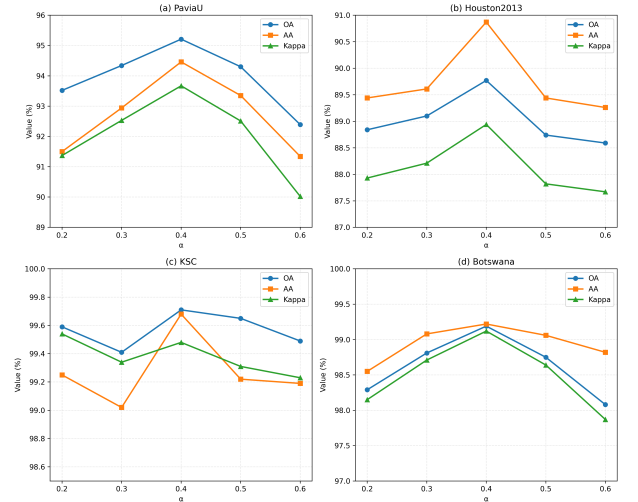 (a) PaviaU
96
95
94
93
92
91
90
89
Value (%)
0.2 0.3 0.4 0.5 0.6
α
OA
AA
Kappa
(b) Houston2013
91.0
90.5
90.0
89.5
89.0
88.5
88.0
87.5
87.0
Value (%)
0.2 0.3 0.4 0.5 0.6
α
OA
AA
Kappa
(c) KSC
100.0
99.8
99.6
99.4
99.2
99.0
98.8
98.6
Value (%)
0.2 0.3 0.4 0.5 0.6
α
OA
AA
Kappa
(d) Botswana
100.0
99.5
99.0
98.5
98.0
97.5
97.0
Value (%)
0.2 0.3 0.4 0.5 0.6
α
OA
AA
Kappa